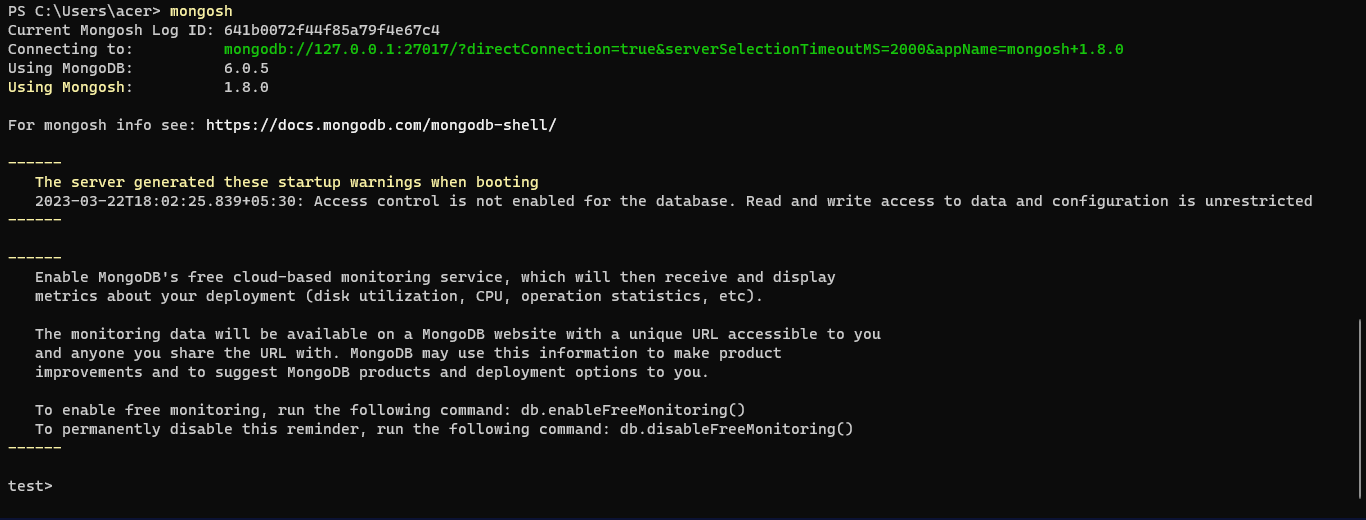 PS C:\Users\acer> mongosh
Current Mongosh Log ID: 641b0072f44f85a79f4e67c4
Connecting to:          mongodb://127.0.0.1:27017/?directConnection=true&serverSelectionTimeoutMS=2000&appName=mongosh+1.8.0
Using MongoDB:          6.0.5
Using Mongosh:          1.8.0
For mongosh info see: https://docs.mongodb.com/mongodb-shell/
------
   The server generated these startup warnings when booting
   2023-03-22T18:02:25.839+05:30: Access control is not enabled for the database. Read and write access to data and configuration is unrestricted
------
------
   Enable MongoDB's free cloud-based monitoring service, which will then receive and display
   metrics about your deployment (disk utilization, CPU, operation statistics, etc).
   The monitoring data will be available on a MongoDB website with a unique URL accessible to you
   and anyone you share the URL with. MongoDB may use this information to make product
   improvements and to suggest MongoDB products and deployment options to you.
   To enable free monitoring, run the following command: db.enableFreeMonitoring()
   To permanently disable this reminder, run the following command: db.disableFreeMonitoring()
------
test>